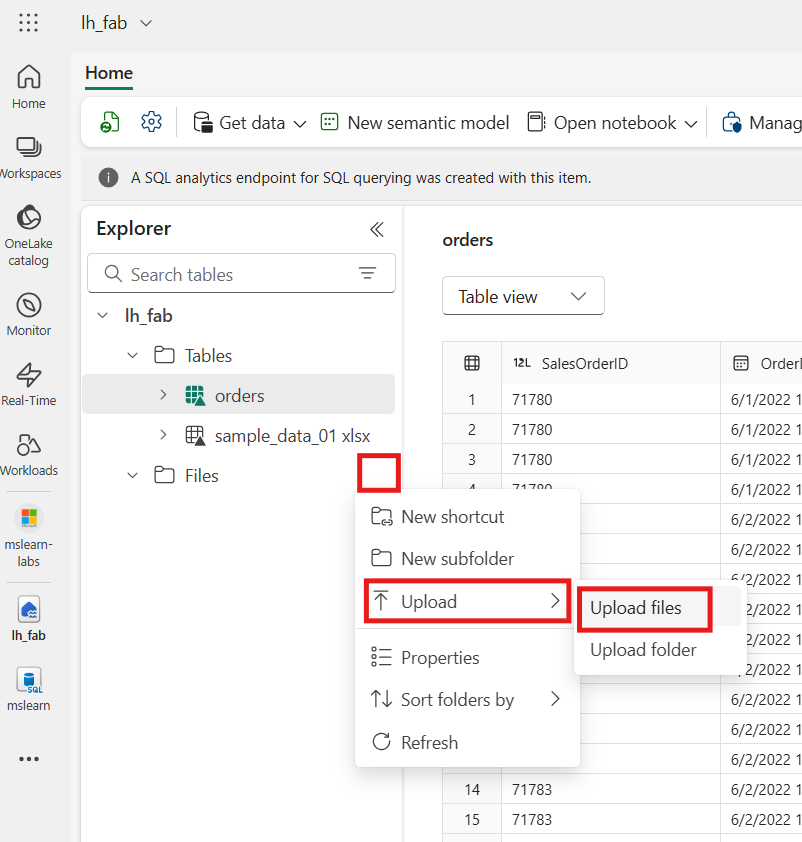 lh_fab
Home
Home
Get data
New semantic model
Open notebook
Workspaces
A SQL analytics endpoint for SQL querying was created with this item.
OneLake
catalog
Explorer
Search tables
orders
Table view
Monitor
lh_fab
Tables
orders
sample_data_01 xlsx
Files
Real-Time
Workloads
mslearn-
labs
lh_fab
SQL
mslearn
New shortcut
New subfolder
Upload
Properties
Sort folders by
Refresh
Upload files
Upload folder
12L SalesOrderID
1 71780 6/1/2022 1
2 71780 6/1/2022 1
3 71780 6/1/2022 1
4 71780 6/1/2022 1
6/2/2022 1
6/2/2022 1
6/2/2022 1
2/2022 1
2/2022 1
2/2022 1
6/2/2022 1
6/2/2022 1
6/2/2022 1
14 71783 6/2/2022 1
15 71783 6/2/2022 1